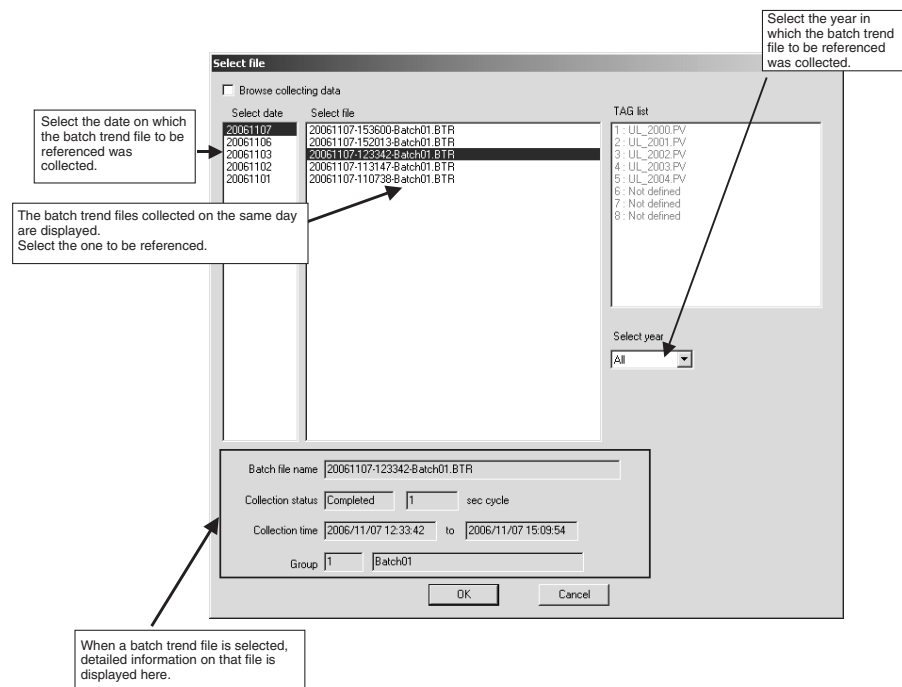 Select the year in
which the batch trend
file to be referenced
was collected.
Select file
Browse collecting data
Select date
Select file
TAG list
Select the date on which
the batch trend file to be
referenced was
collected.
20061107
20061106
20061103
20061102
20061101
20061107-153600-Batch01.BTR
20061107-152013-Batch01.BTR
20061107-123342-Batch01.BTR
20061107-113147-Batch01.BTR
20061107-110738-Batch01.BTR
1 : UL_2000.PV
2 : UL_2001.PV
3 : UL_2002.PV
4 : UL_2003.PV
5 : UL_2004.PV
6 : Not defined
7 : Not defined
8 : Not defined
The batch trend files collected on the same day
are displayed.
Select the one to be referenced.
Select year
All
Batch file name 20061107-123342-Batch01.BTR
Collection status Completed 1 sec cycle
Collection time 2006/11/07 12:33:42 to 2006/11/07 15:09:54
Group 1 Batch01
OK Cancel
When a batch trend file is selected,
detailed information on that file is
displayed here.